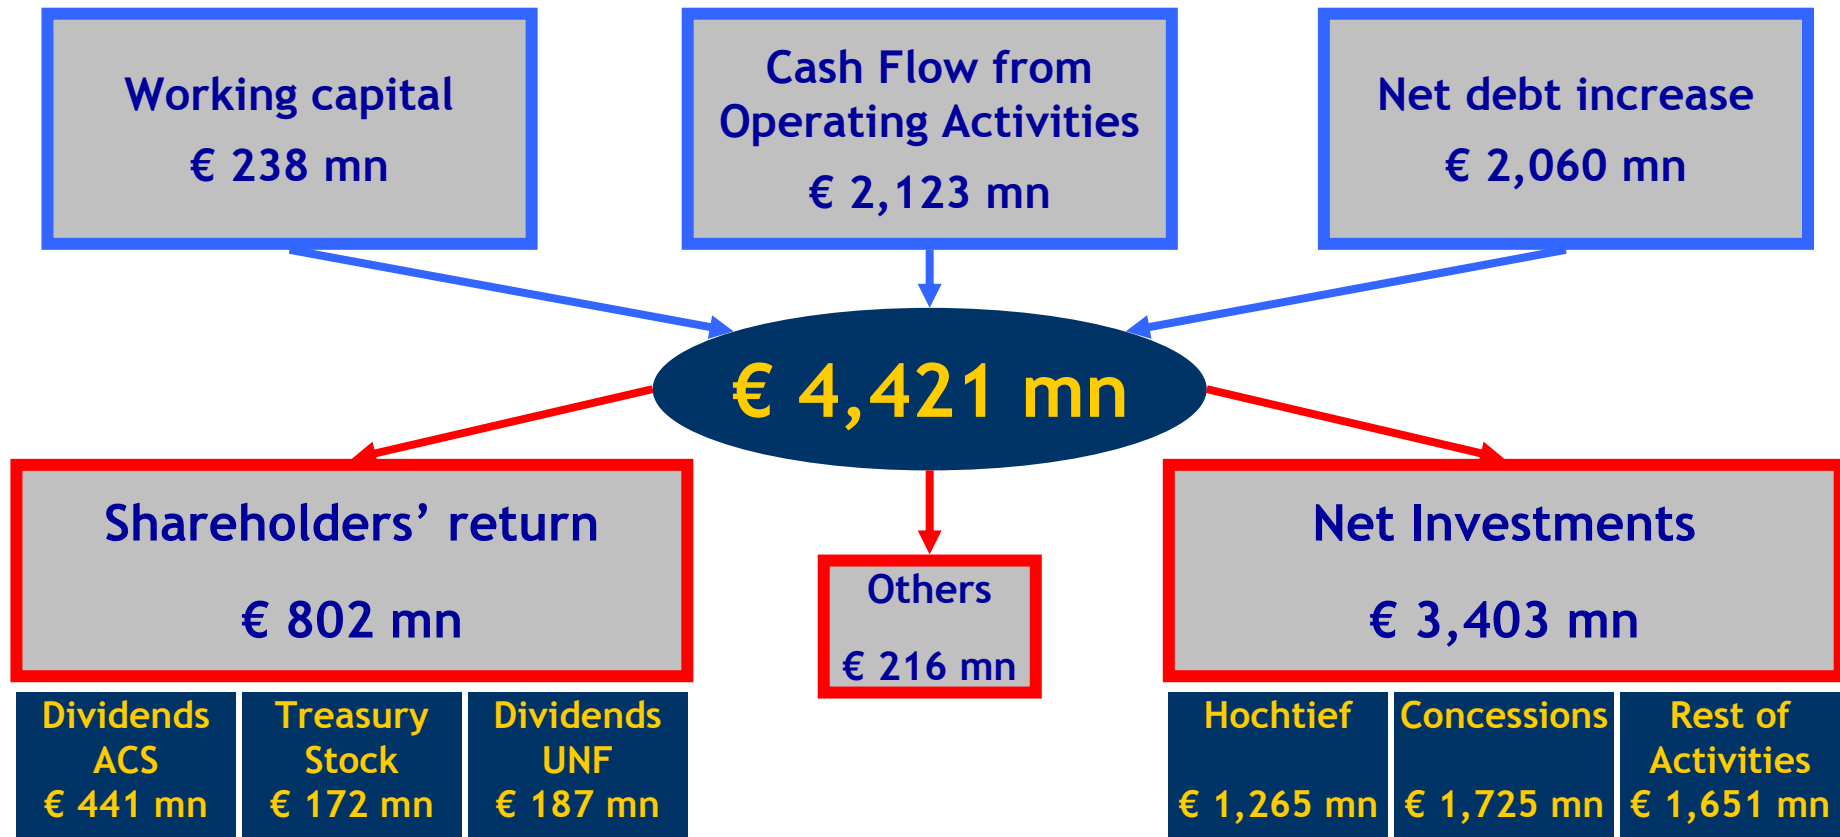 Working capital
€ 238 mn
Cash Flow from
Operating Activities
€ 2,123 mn
Net debt increase
€ 2,060 mn
€ 4,421 mn
Shareholders’ return
€ 802 mn
Others
€ 216 mn
Net Investments
€ 3,403 mn
Dividends
ACS
€ 441 mn
Treasury
Stock
€ 172 mn
Dividends
UNF
€ 187 mn
Hochtief
€ 1,265 mn
Concessions
€ 1,725 mn
Rest of
Activities
€ 1,651 mn